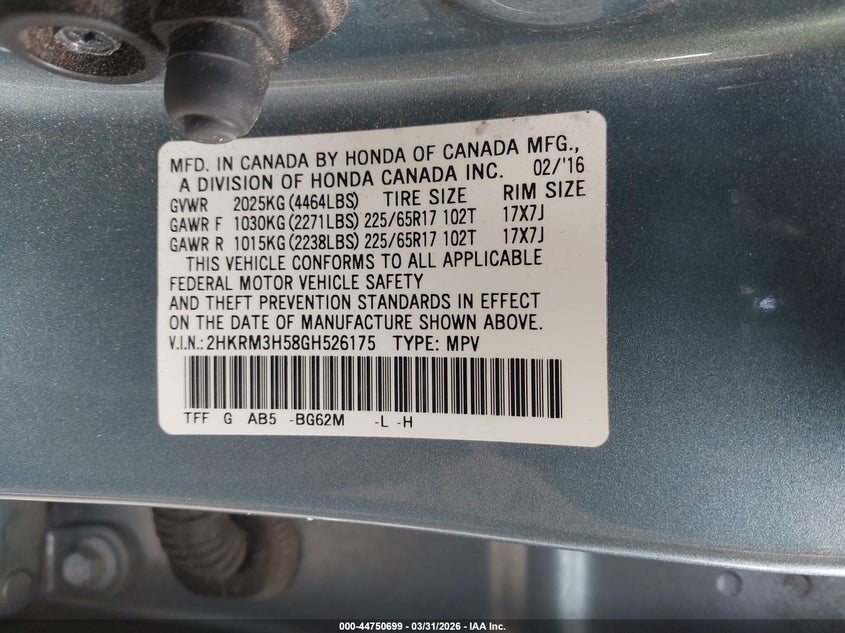 MFD. IN CANADA BY HONDA OF CANADA MFG.,
A DIVISION OF HONDA CANADA INC. 02/'16
GVWR 2025KG (4464LBS) TIRE SIZE RIM SIZE
GAWR F 1030KG (2271LBS) 225/65R17 102T 17X7J
GAWR R 1015KG (2238LBS) 225/65R17 102T 17X7J
THIS VEHICLE CONFORMS TO ALL APPLICABLE
FEDERAL MOTOR VEHICLE SAFETY
AND THEFT PREVENTION STANDARDS IN EFFECT
ON THE DATE OF MANUFACTURE SHOWN ABOVE.
V.I.N.: 2HKRM3H58GH526175 TYPE: MPV
TFF G AB5 -BG62M -L -H
000-44750699 — 03/31/2026 — IAA Inc.